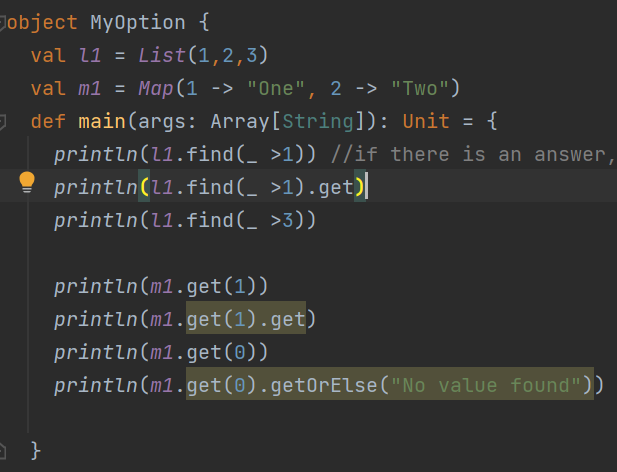 object MyOption {
val l1 = List(1,2,3)
val m1 = Map(1 -> "One", 2 -> "Two")
def main(args: Array[String]): Unit = {
println(l1.find(_ >1)) //if there is an answer,
println(l1.find(_ >1).get)
println(l1.find(_ >3))
println(m1.get(1))
println(m1.get(1).get)
println(m1.get(0))
println(m1.get(0).getOrElse("No value found"))
}